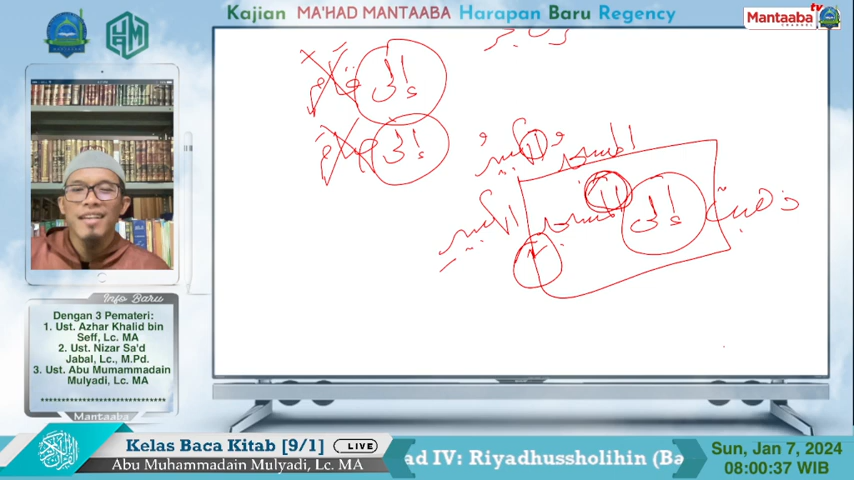 Kajian MA'HAD MANTAABA Harapan Baru Regency
Mantaaba tv
CHANNEL
إلى
المسجد الكبير
إلى
ذهبت إلى المسجد الكبير
Info Baru
Dengan 3 Pemateri:
1. Ust. Azhar Khalid bin
Seff, Lc. MA
2. Ust. Nizar Sa'd
Jabal, Lc., M.Pd.
3. Ust. Abu Mumammadain
Mulyadi, Lc. MA
*******************************
Mantaaba
Kelas Baca Kitab [9/1] LIVE
Abu Muhammadain Mulyadi, Lc. MA
ad IV: Riyadhussholihin (Ba
Sun, Jan 7, 2024
08:00:37 WIB